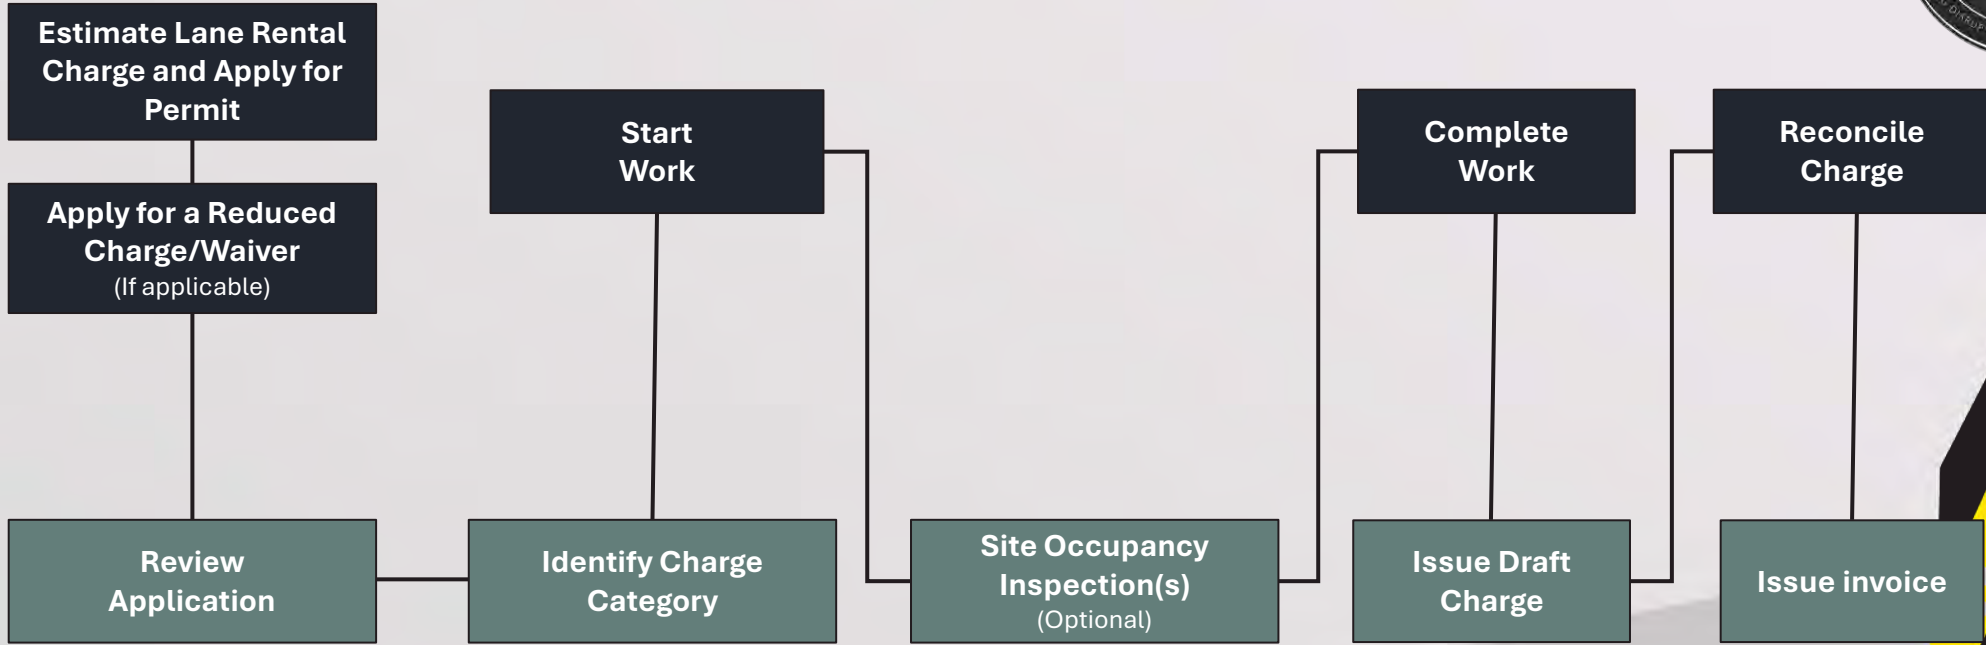 Estimate Lane Rental
Charge and Apply for
Permit
Apply for a Reduced
Charge/Waiver
(If applicable)
Start
Work
Complete
Work
Reconcile
Charge
Review
Application
Identify Charge
Category
Site Occupancy
Inspection(s)
(Optional)
Issue Draft
Charge
Issue invoice